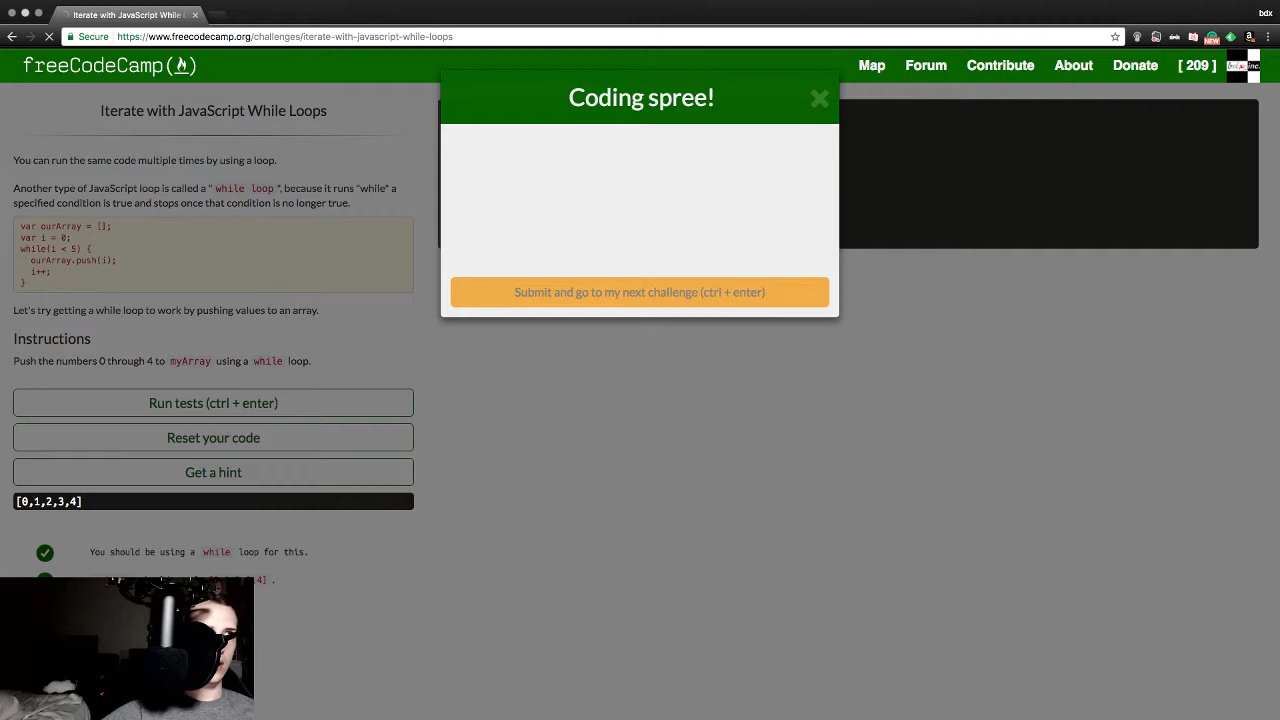 Iterate with JavaScript While L
bdx
Secure
https://www.freecodecamp.org/challenges/iterate-with-javascript-while-loops
NEW
freeCodeCamp
Map
Forum
Contribute
About
Donate
[ 209 ]
inc.
Iterate with JavaScript While Loops
You can run the same code multiple times by using a loop.
Another type of JavaScript loop is called a " while loop ", because it runs "while" a
specified condition is true and stops once that condition is no longer true.
var ourArray = [];
var i = 0;
while(i < 5) {
ourArray.push(i);
i++;
}
Let's try getting a while loop to work by pushing values to an array.
Instructions
Push the numbers 0 through 4 to myArray using a while loop.
Run tests (ctrl + enter)
Reset your code
Get a hint
[0,1,2,3,4]
You should be using a while loop for this.
,4] .
Coding spree!
Submit and go to my next challenge (ctrl + enter)